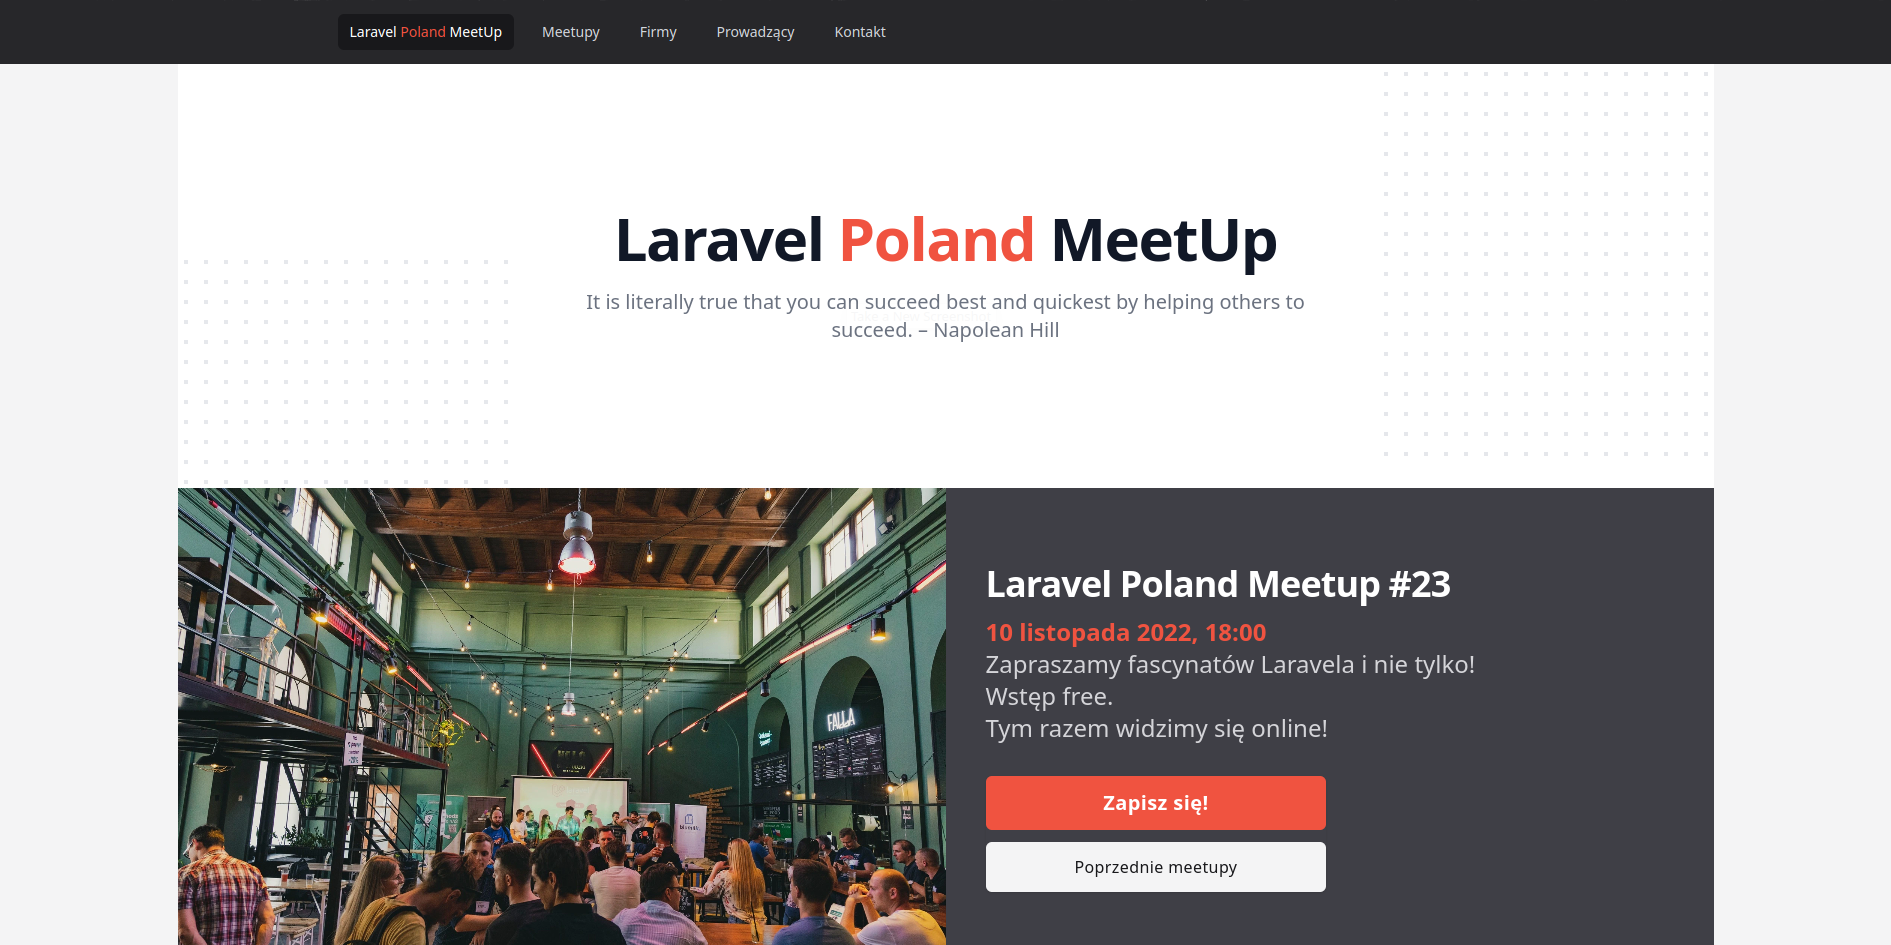 Laravel Poland MeetUp Meetupy Firmy Prowadzący Kontakt
Laravel Poland MeetUp
It is literally true that you can succeed best and quickest by helping others to
succeed. – Napolean Hill
FALLA
Laravel Poland Meetup #23
10 listopada 2022, 18:00
Zapraszamy fascynatów Laravela i nie tylko!
Wstęp free.
Tym razem widzimy się online!
Zapisz się!
Poprzednie meetupy